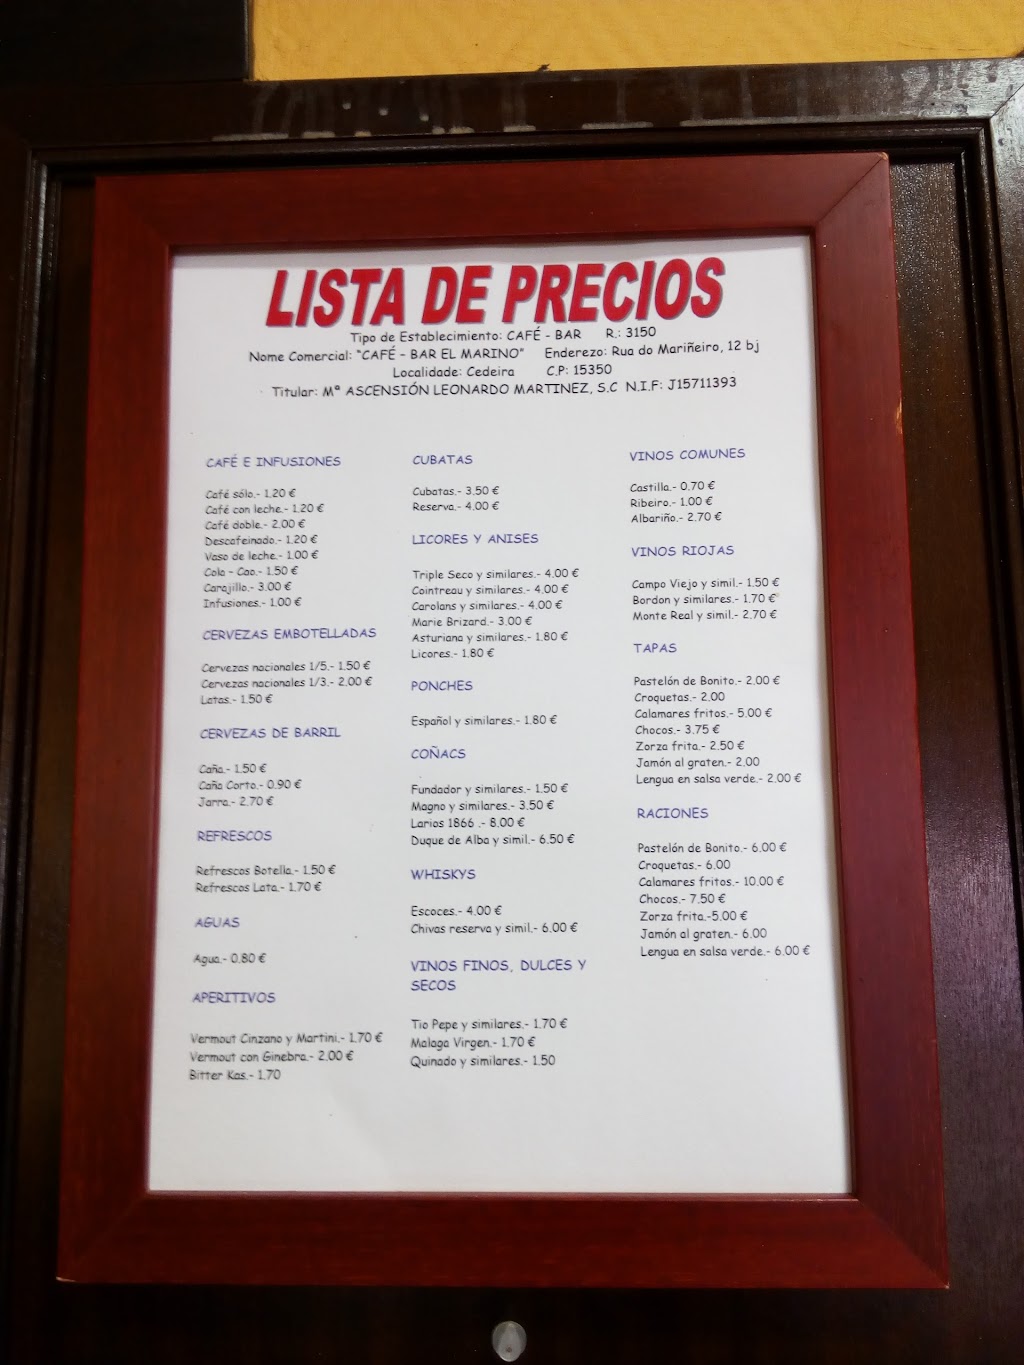 LISTA DE PRECIOS
Tipo de Establecimiento: CAFÉ - BAR R.: 3150
Nome Comercial: "CAFÉ - BAR EL MARINO" Enderezo: Rua do Mariñeiro, 12 bj
Localidade: Cedeira C.P: 15350
Titular: Mª ASCENSIÓN LEONARDO MARTINEZ, S.C N.I.F: J15711393
CAFÉ E INFUSIONES
Café sólo.- 1.20 €
Café con leche.- 1.20 €
Café doble.- 2.00 €
Descafeinado.- 1.20 €
Vaso de leche.- 1.00 €
Cola - Cao.- 1.50 €
Carajillo.- 3.00 €
Infusiones.- 1.00 €
CERVEZAS EMBOTELLADAS
Cervezas nacionales 1/5.- 1.50 €
Cervezas nacionales 1/3.- 2.00 €
Latas.- 1.50 €
CERVEZAS DE BARRIL
Caña.- 1.50 €
Caña Corto.- 0.90 €
Jarra.- 2.70 €
REFRESCOS
Refrescos Botella.- 1.50 €
Refrescos Lata.- 1.70 €
AGUAS
Agua.- 0.80 €
APERITIVOS
Vermout Cinzano y Martini.- 1.70 €
Vermout con Ginebra.- 2.00 €
Bitter Kas.- 1.70
CUBATAS
Cubatas.- 3.50 €
Reserva.- 4.00 €
LICORES Y ANISES
Triple Seco y similares.- 4.00 €
Cointreau y similares.- 4.00 €
Carolans y similares.- 4.00 €
Marie Brizard.- 3.00 €
Asturiana y similares.- 1.80 €
Licores.- 1.80 €
PONCHES
Español y similares.- 1.80 €
COÑACS
Fundador y similares.- 1.50 €
Magno y similares.- 3.50 €
Larios 1866 .- 8.00 €
Duque de Alba y simil.- 6.50 €
WHISKYS
Escoces.- 4.00 €
Chivas reserva y simil.- 6.00 €
VINOS FINOS, DULCES Y
SECOS
Tio Pepe y similares.- 1.70 €
Malaga Virgen.- 1.70 €
Quinado y similares.- 1.50
VINOS COMUNES
Castilla.- 0.70 €
Ribeiro.- 1.00 €
Albariño.- 2.70 €
VINOS RIOJAS
Campo Viejo y simil.- 1.50 €
Bordon y similares.- 1.70 €
Monte Real y simil.- 2.70 €
TAPAS
Pastelón de Bonito.- 2.00 €
Croquetas.- 2.00
Calamares fritos.- 5.00 €
Chocos.- 3.75 €
Zorza frita.- 2.50 €
Jamón al graten.- 2.00
Lengua en salsa verde.- 2.00 €
RACIONES
Pastelón de Bonito.- 6.00 €
Croquetas.- 6.00
Calamares fritos.- 10.00 €
Chocos.- 7.50 €
Zorza frita.-5.00 €
Jamón al graten.- 6.00
Lengua en salsa verde.- 6.00 €